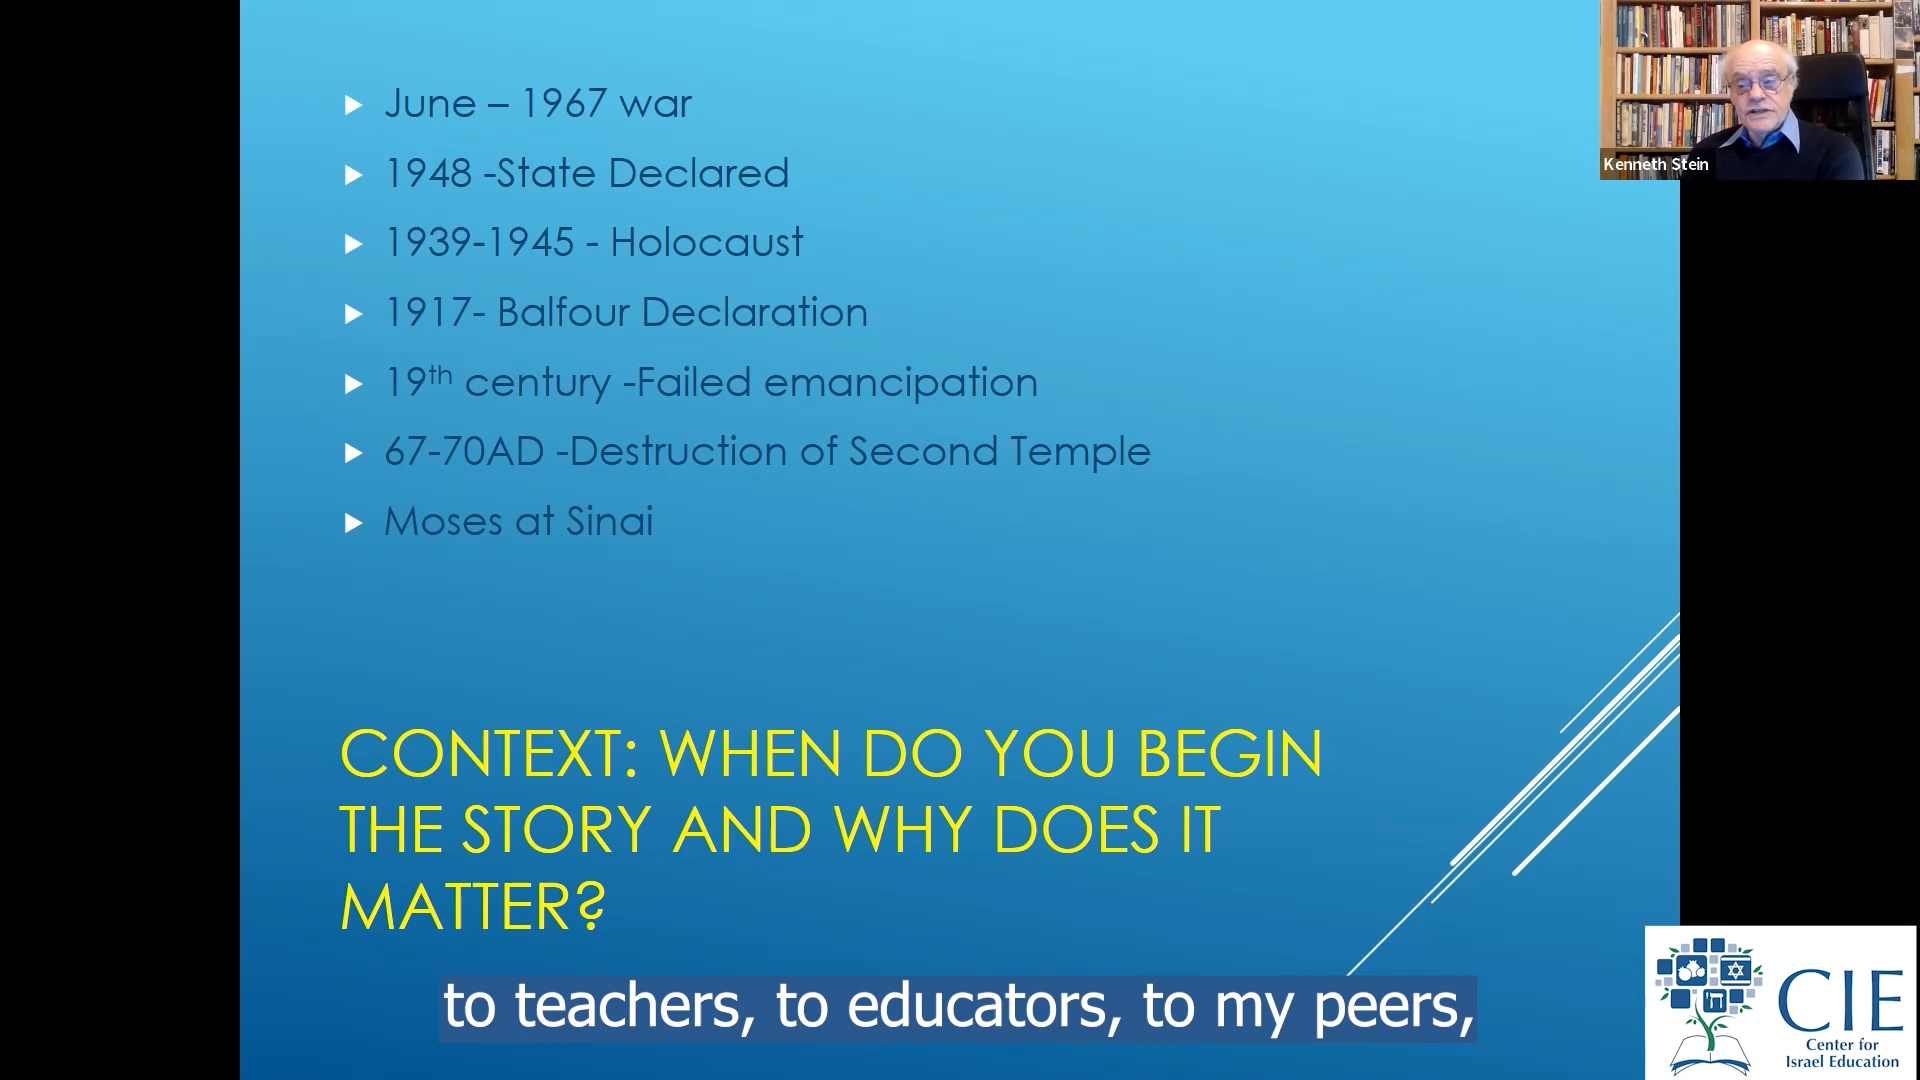 June – 1967 war
1948 -State Declared
1939-1945 - Holocaust
1917- Balfour Declaration
19th century -Failed emancipation
67-70AD -Destruction of Second Temple
Moses at Sinai
CONTEXT: WHEN DO YOU BEGIN
THE STORY AND WHY DOES IT
MATTER?
to teachers, to educators, to my peers,
Kenneth Stein
CIE
Center for
Israel Education